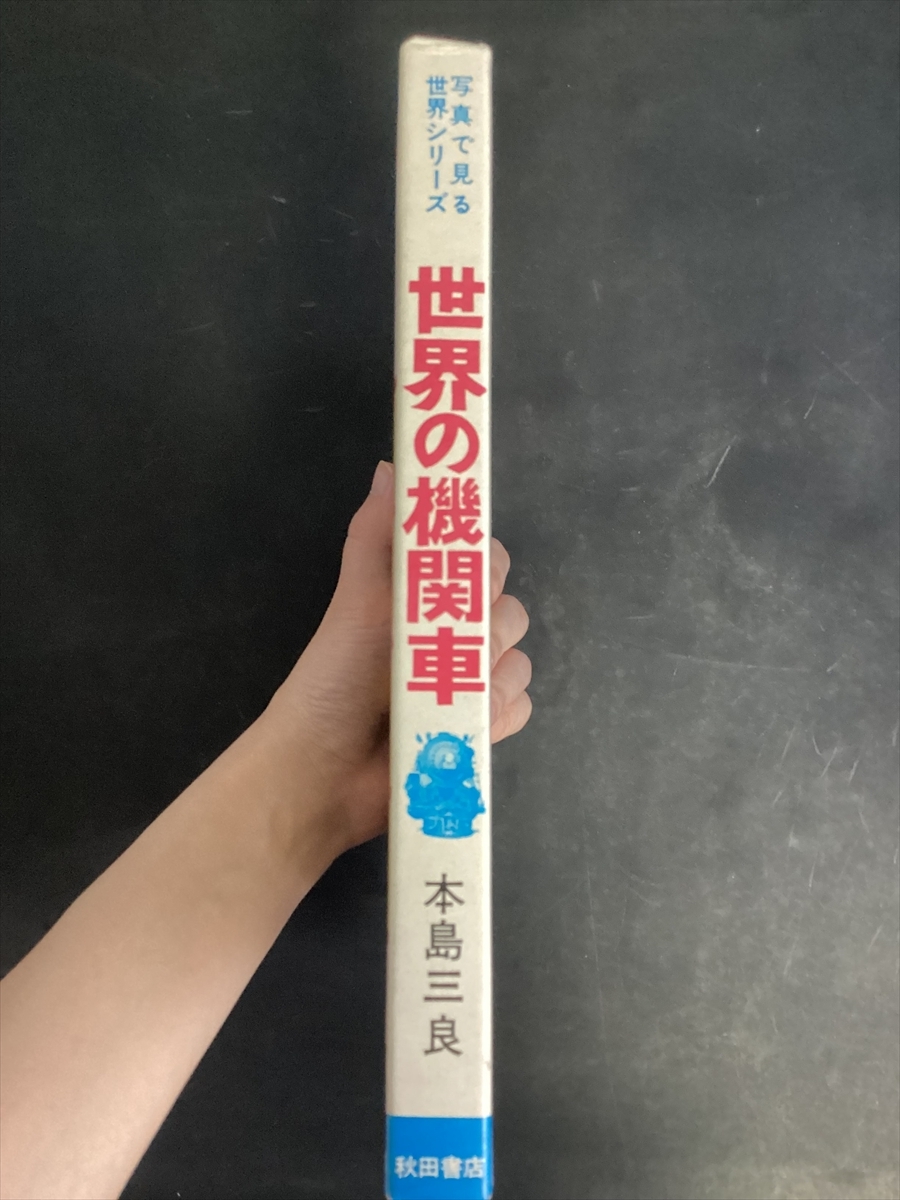 写真で見る
世界シリーズ
世界の機関車
本島三良
秋田書店